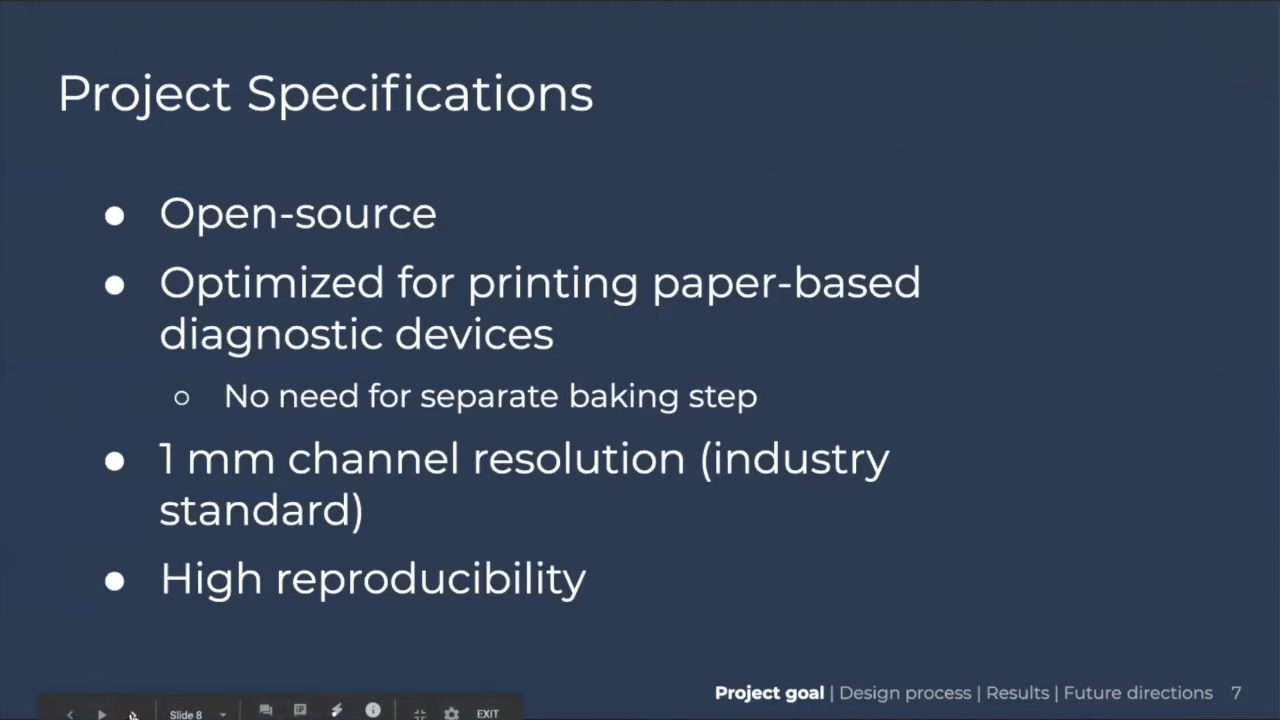 Project Specifications
● Open-source
● Optimized for printing paper-based
diagnostic devices
○ No need for separate baking step
● 1 mm channel resolution (industry
standard)
● High reproducibility
Project goal | Design process | Results | Future directions 7
Slide 8 EXIT